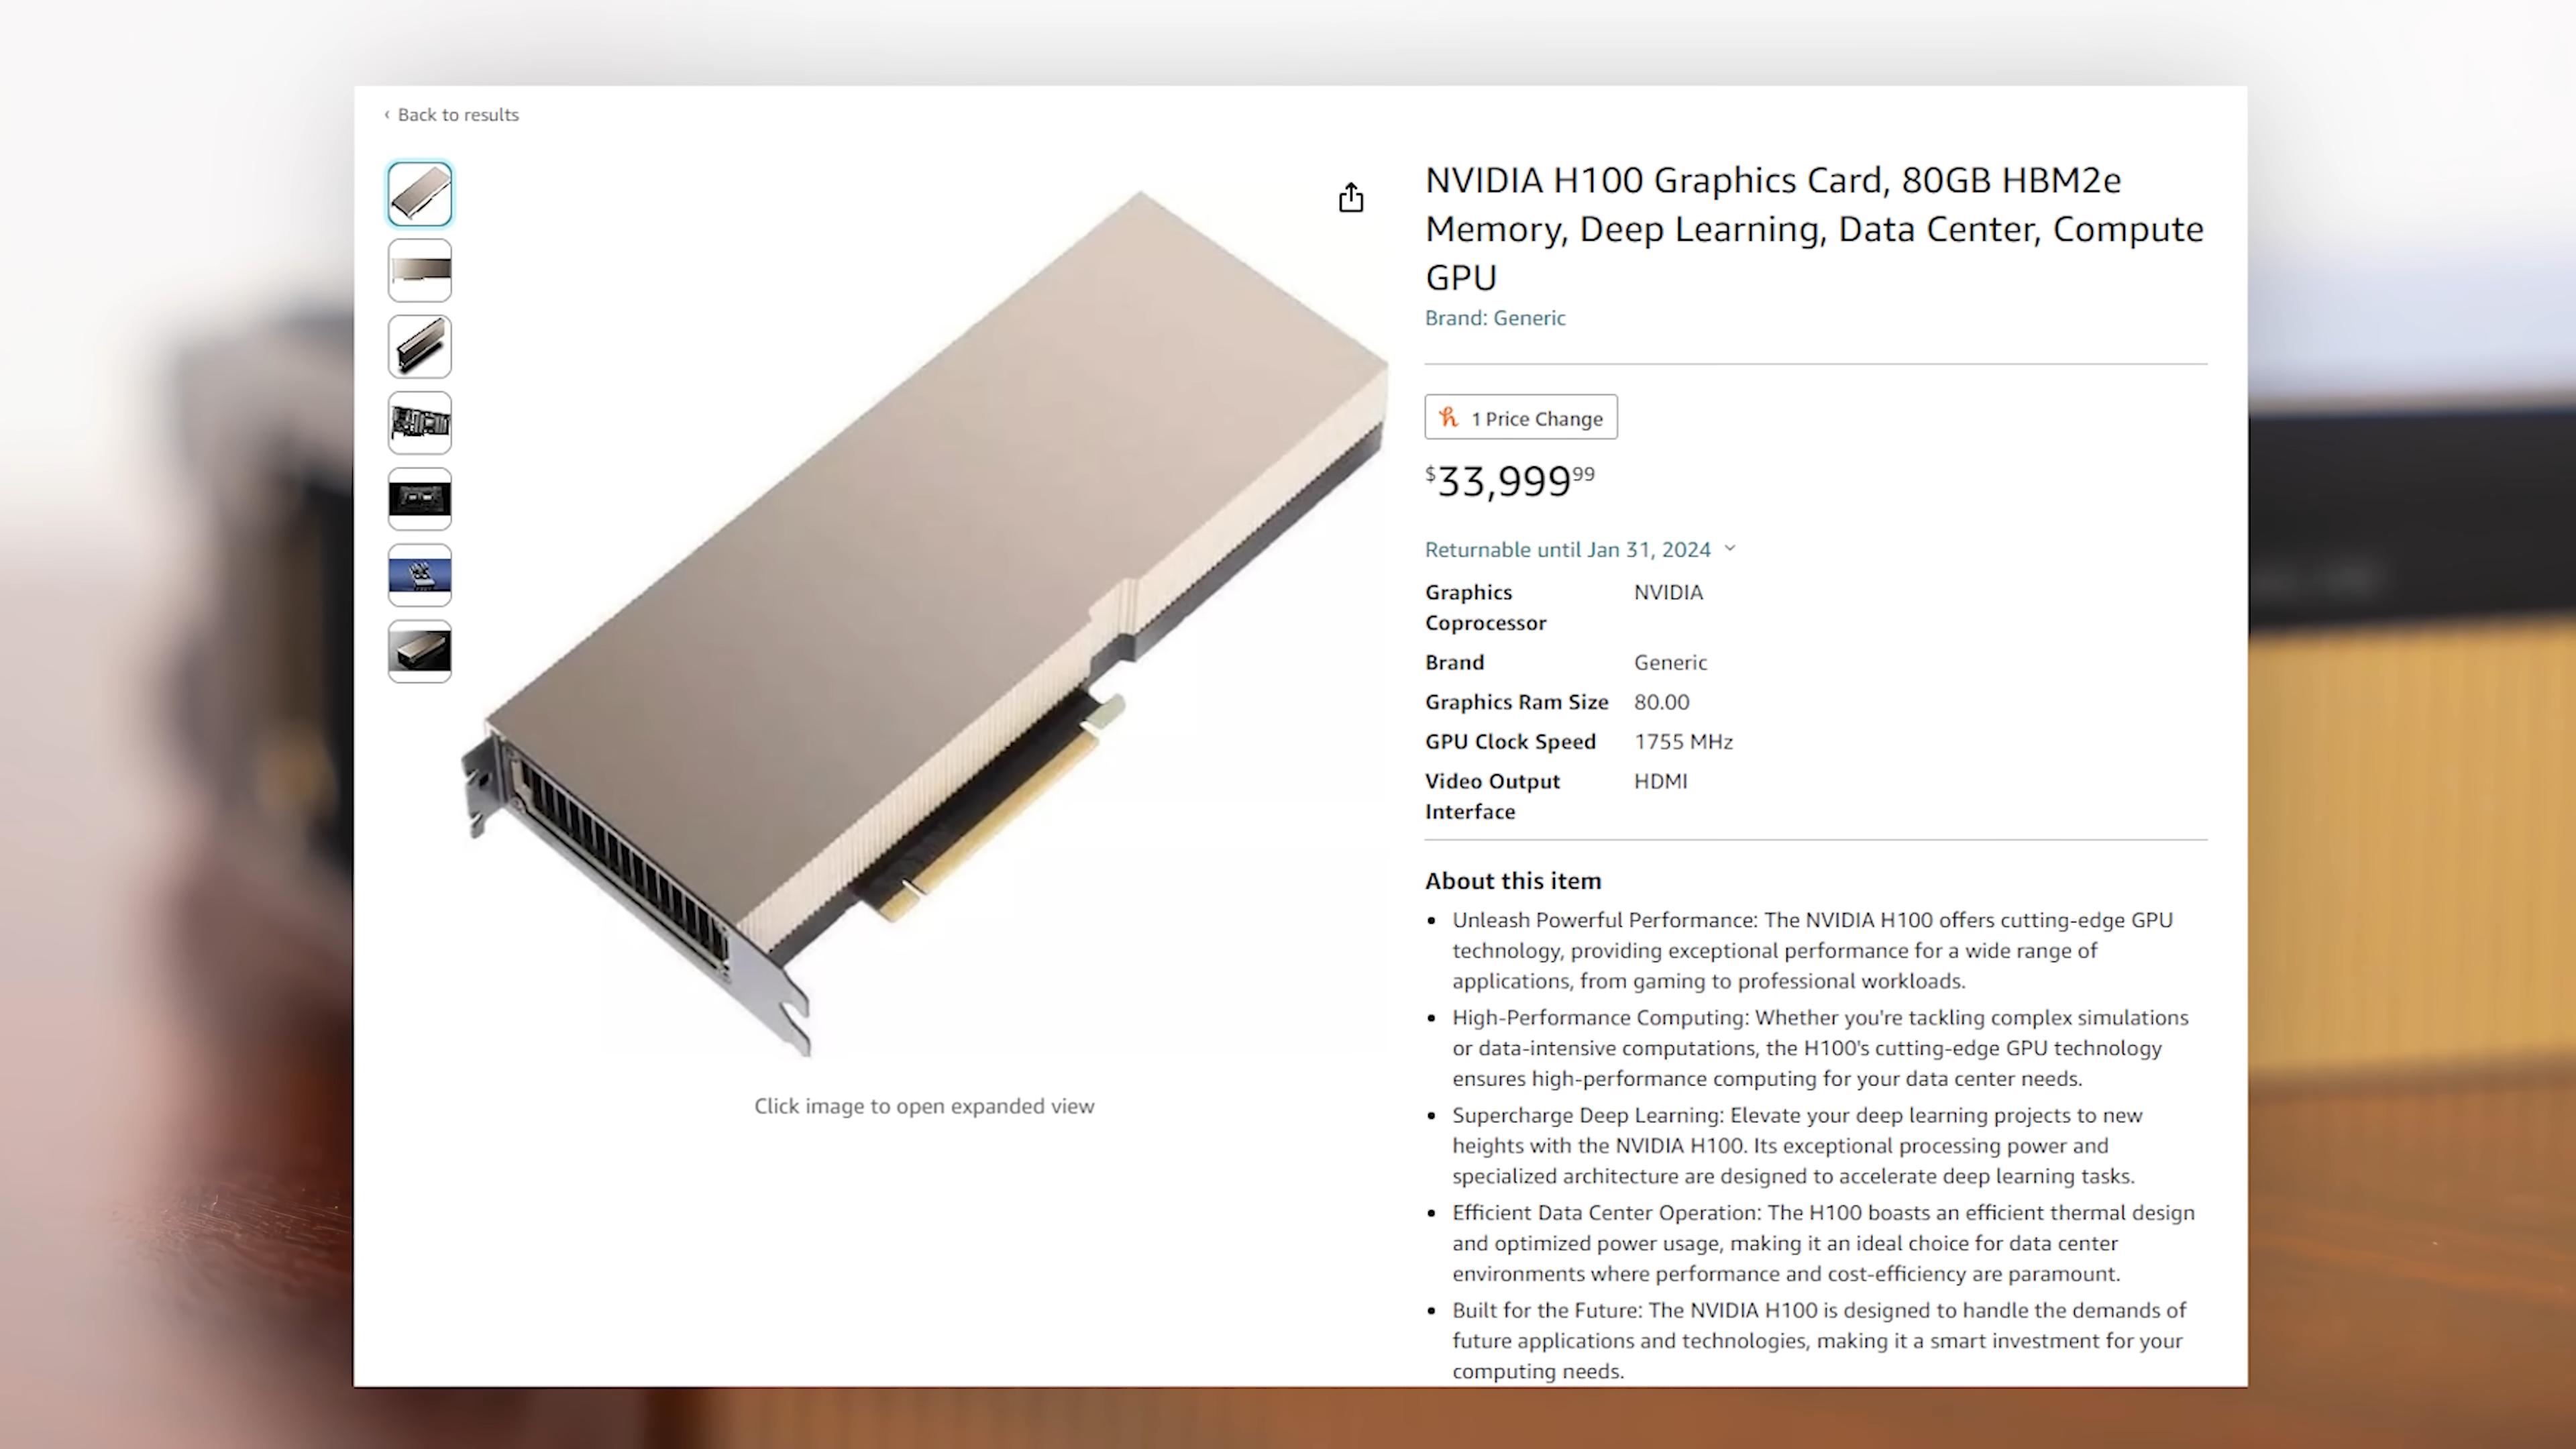 ‹ Back to results
NVIDIA H100 Graphics Card, 80GB HBM2e
Memory, Deep Learning, Data Center, Compute
GPU
Brand: Generic
1 Price Change
$33,99999
Returnable until Jan 31, 2024
Graphics Coprocessor NVIDIA
Brand Generic
Graphics Ram Size 80.00
GPU Clock Speed 1755 MHz
Video Output Interface HDMI
About this item
• Unleash Powerful Performance: The NVIDIA H100 offers cutting-edge GPU
technology, providing exceptional performance for a wide range of
applications, from gaming to professional workloads.
• High-Performance Computing: Whether you're tackling complex simulations
or data-intensive computations, the H100's cutting-edge GPU technology
ensures high-performance computing for your data center needs.
• Supercharge Deep Learning: Elevate your deep learning projects to new
heights with the NVIDIA H100. Its exceptional processing power and
specialized architecture are designed to accelerate deep learning tasks.
• Efficient Data Center Operation: The H100 boasts an efficient thermal design
and optimized power usage, making it an ideal choice for data center
environments where performance and cost-efficiency are paramount.
• Built for the Future: The NVIDIA H100 is designed to handle the demands of
future applications and technologies, making it a smart investment for your
computing needs.
Click image to open expanded view